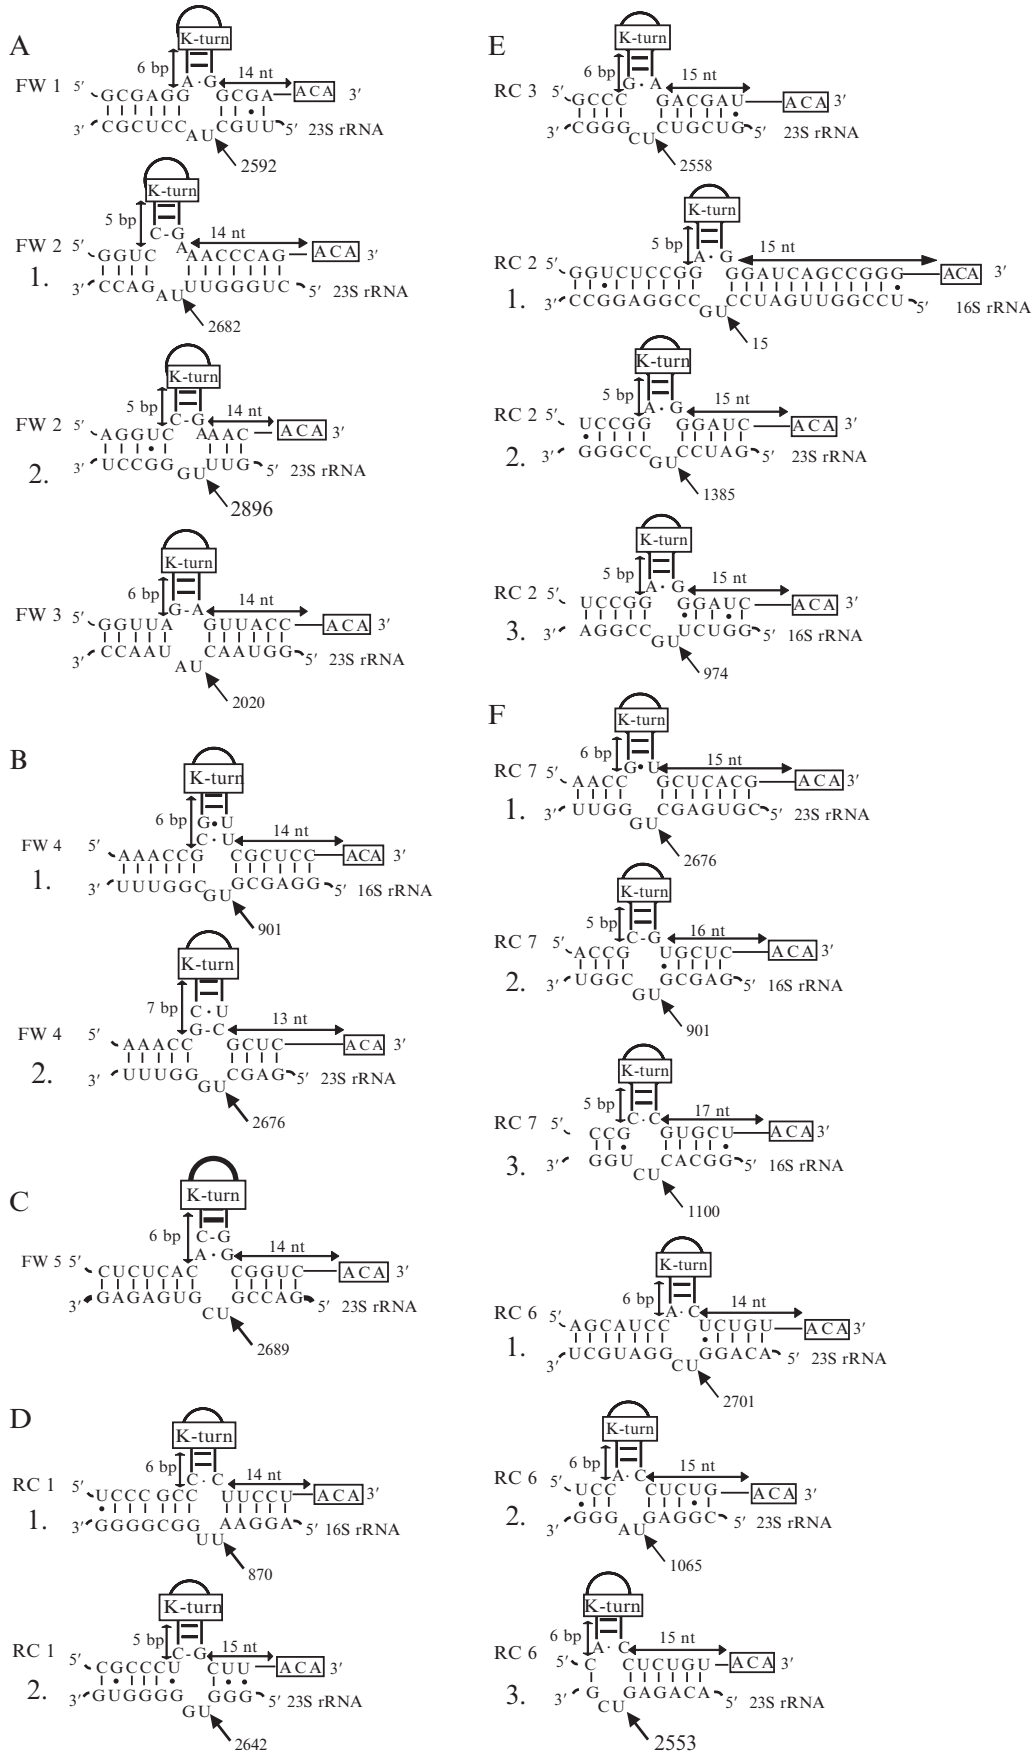 A
K-turn
6 bp
A·G
14 nt
FW 1 5′ GCGAGG GCGA ACA 3′
3′ CGCUCC AU CGUU 5′ 23S rRNA
2592
K-turn
5 bp
C-G
A
14 nt
FW 2 5′ GGUC AACCCAG ACA 3′
1. 3′ CCAG AU UUGGGUC 5′ 23S rRNA
2682
K-turn
5 bp
C-G
14 nt
FW 2 5′ AGGUC AAAC ACA 3′
2. 3′ UCCGG GU UUG 5′ 23S rRNA
2896
K-turn
6 bp
G-A
14 nt
FW 3 5′ GGUUA GUUACC ACA 3′
3′ CCAAU AU CAAUGG 5′ 23S rRNA
2020
B
K-turn
6 bp
G•U
C·U
14 nt
FW 4 5′ AAACCG CGCUCC ACA 3′
1. 3′ UUUGGC GU GCGAGG 5′ 16S rRNA
901
K-turn
7 bp
C·U
G-C
13 nt
FW 4 5′ AAACC GCUC ACA 3′
2. 3′ UUUGG GU CGAG 5′ 23S rRNA
2676
C
K-turn
6 bp
C-G
A·G
14 nt
FW 5 5′ CUCUCAC CGGUC ACA 3′
3′ GAGAGUG CU GCCAG 5′ 23S rRNA
2689
D
K-turn
6 bp
C·C
14 nt
RC 1 5′ UCCC GCC UUCCU ACA 3′
1. 3′ GGGGCGG UU AAGGA 5′ 16S rRNA
870
K-turn
5 bp
C-G
15 nt
RC 1 5′ CGCCCU CUU ACA 3′
2. 3′ GUGGGG GU GGG 5′ 23S rRNA
2642
E
K-turn
6 bp
G·A
15 nt
RC 3 5′ GCCC GACGAU ACA 3′
3′ CGGG CU CUGCUG 5′ 23S rRNA
2558
K-turn
5 bp
A·G
15 nt
RC 2 5′ GGUCUCCGG GGAUCAGCCGGG ACA 3′
1. 3′ CCGGAGGCC GU CCUAGUUGGCCU 5′ 16S rRNA
15
K-turn
5 bp
A·G
15 nt
RC 2 5′ UCCGG GGAUC ACA 3′
2. 3′ GGGCC GU CCUAG 5′ 23S rRNA
1385
K-turn
5 bp
A·G
15 nt
RC 2 5′ UCCGG GGAUC ACA 3′
3. 3′ AGGCC GU UCUGG 5′ 16S rRNA
974
F
K-turn
6 bp
G•U
15 nt
RC 7 5′ AACC GCUCACG ACA 3′
1. 3′ UUGG GU CGAGUGC 5′ 23S rRNA
2676
K-turn
5 bp
C-G
16 nt
RC 7 5′ ACCG UGCUC ACA 3′
2. 3′ UGGC GU GCGAG 5′ 16S rRNA
901
K-turn
5 bp
C·C
17 nt
RC 7 5′ CCG GUGCU ACA 3′
3. 3′ GGU CU CACGG 5′ 16S rRNA
1100
K-turn
6 bp
A·C
14 nt
RC 6 5′ AGCAUCC UCUGU ACA 3′
1. 3′ UCGUAGG CU GGACA 5′ 23S rRNA
2701
K-turn
6 bp
A·C
15 nt
RC 6 5′ UCC CUCUG ACA 3′
2. 3′ GGG AU GGAGC 5′ 23S rRNA
1065
K-turn
6 bp
A·C
15 nt
RC 6 5′ C CUCUGU ACA 3′
3. 3′ G CU GAGACA 5′ 23S rRNA
2553